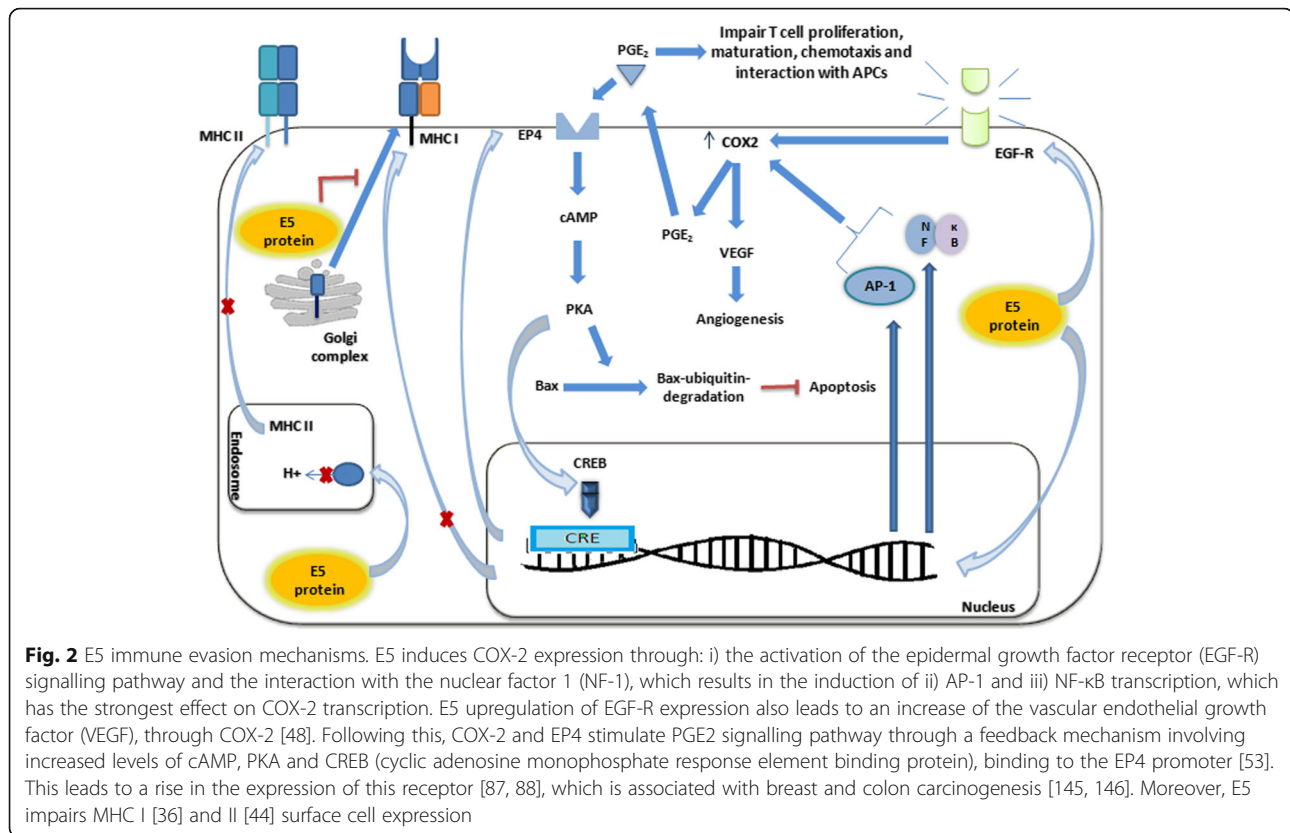 PGE2
Impair T cell proliferation,
maturation, chemotaxis and
interaction with APCs
MHC II
MHC I
EP4
↑ COX2
EGF-R
E5
protein
cAMP
PGE2
VEGF
N
F
κ
B
AP-1
E5
protein
Golgi
complex
PKA
Angiogenesis
Bax
Bax-ubiquitin-
degradation
Apoptosis
Endosome
MHC II
H+
CREB
CRE
E5
protein
Nucleus
Fig. 2 E5 immune evasion mechanisms. E5 induces COX-2 expression through: i) the activation of the epidermal growth factor receptor (EGF-R)
signalling pathway and the interaction with the nuclear factor 1 (NF-1), which results in the induction of ii) AP-1 and iii) NF-κB transcription, which
has the strongest effect on COX-2 transcription. E5 upregulation of EGF-R expression also leads to an increase of the vascular endothelial growth
factor (VEGF), through COX-2 [48]. Following this, COX-2 and EP4 stimulate PGE2 signalling pathway through a feedback mechanism involving
increased levels of cAMP, PKA and CREB (cyclic adenosine monophosphate response element binding protein), binding to the EP4 promoter [53].
This leads to a rise in the expression of this receptor [87, 88], which is associated with breast and colon carcinogenesis [145, 146]. Moreover, E5
impairs MHC I [36] and II [44] surface cell expression